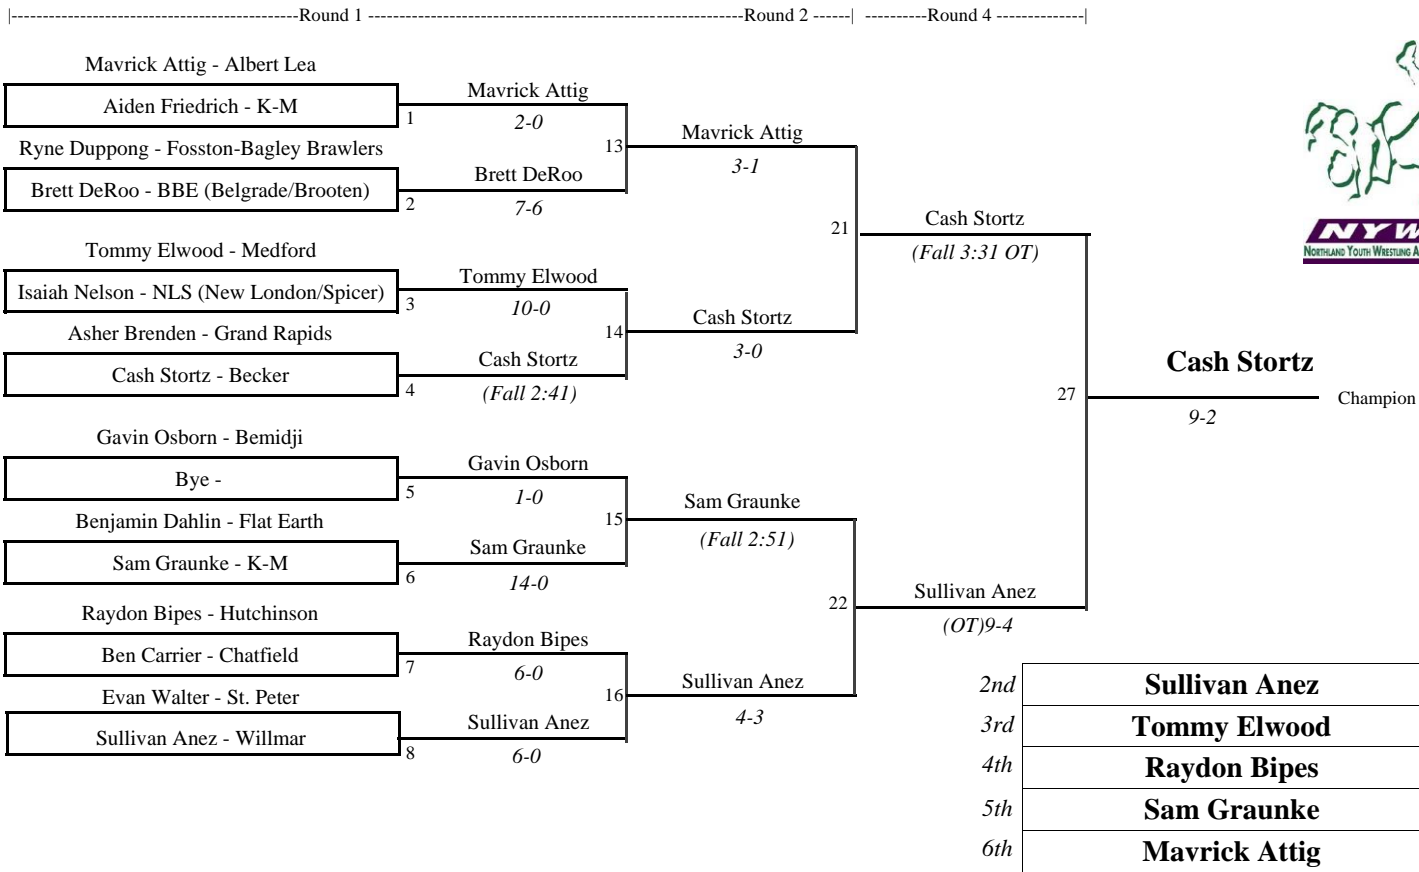 |-----------------------------------------------Round 1 -------------------------------------------------------------Round 2 ------| ----------Round 4 --------------|
Mavrick Attig - Albert Lea
Aiden Friedrich - K-M
1
Mavrick Attig
2-0
Ryne Duppong - Fosston-Bagley Brawlers
Brett DeRoo - BBE (Belgrade/Brooten)
2
Brett DeRoo
7-6
13
Mavrick Attig
3-1
Tommy Elwood - Medford
Isaiah Nelson - NLS (New London/Spicer)
3
Tommy Elwood
10-0
Asher Brenden - Grand Rapids
Cash Stortz - Becker
4
Cash Stortz
(Fall 2:41)
14
Cash Stortz
3-0
21
Cash Stortz
(Fall 3:31 OT)
Gavin Osborn - Bemidji
Bye -
5
Gavin Osborn
1-0
Benjamin Dahlin - Flat Earth
Sam Graunke - K-M
6
Sam Graunke
14-0
15
Sam Graunke
(Fall 2:51)
Raydon Bipes - Hutchinson
Ben Carrier - Chatfield
7
Raydon Bipes
6-0
Evan Walter - St. Peter
Sullivan Anez - Willmar
8
Sullivan Anez
6-0
16
Sullivan Anez
4-3
22
Sullivan Anez
(OT)9-4
27
Cash Stortz
9-2
Champion
NYW
NORTHLAND YOUTH WRESTLING A
2nd Sullivan Anez
3rd Tommy Elwood
4th Raydon Bipes
5th Sam Graunke
6th Mavrick Attig